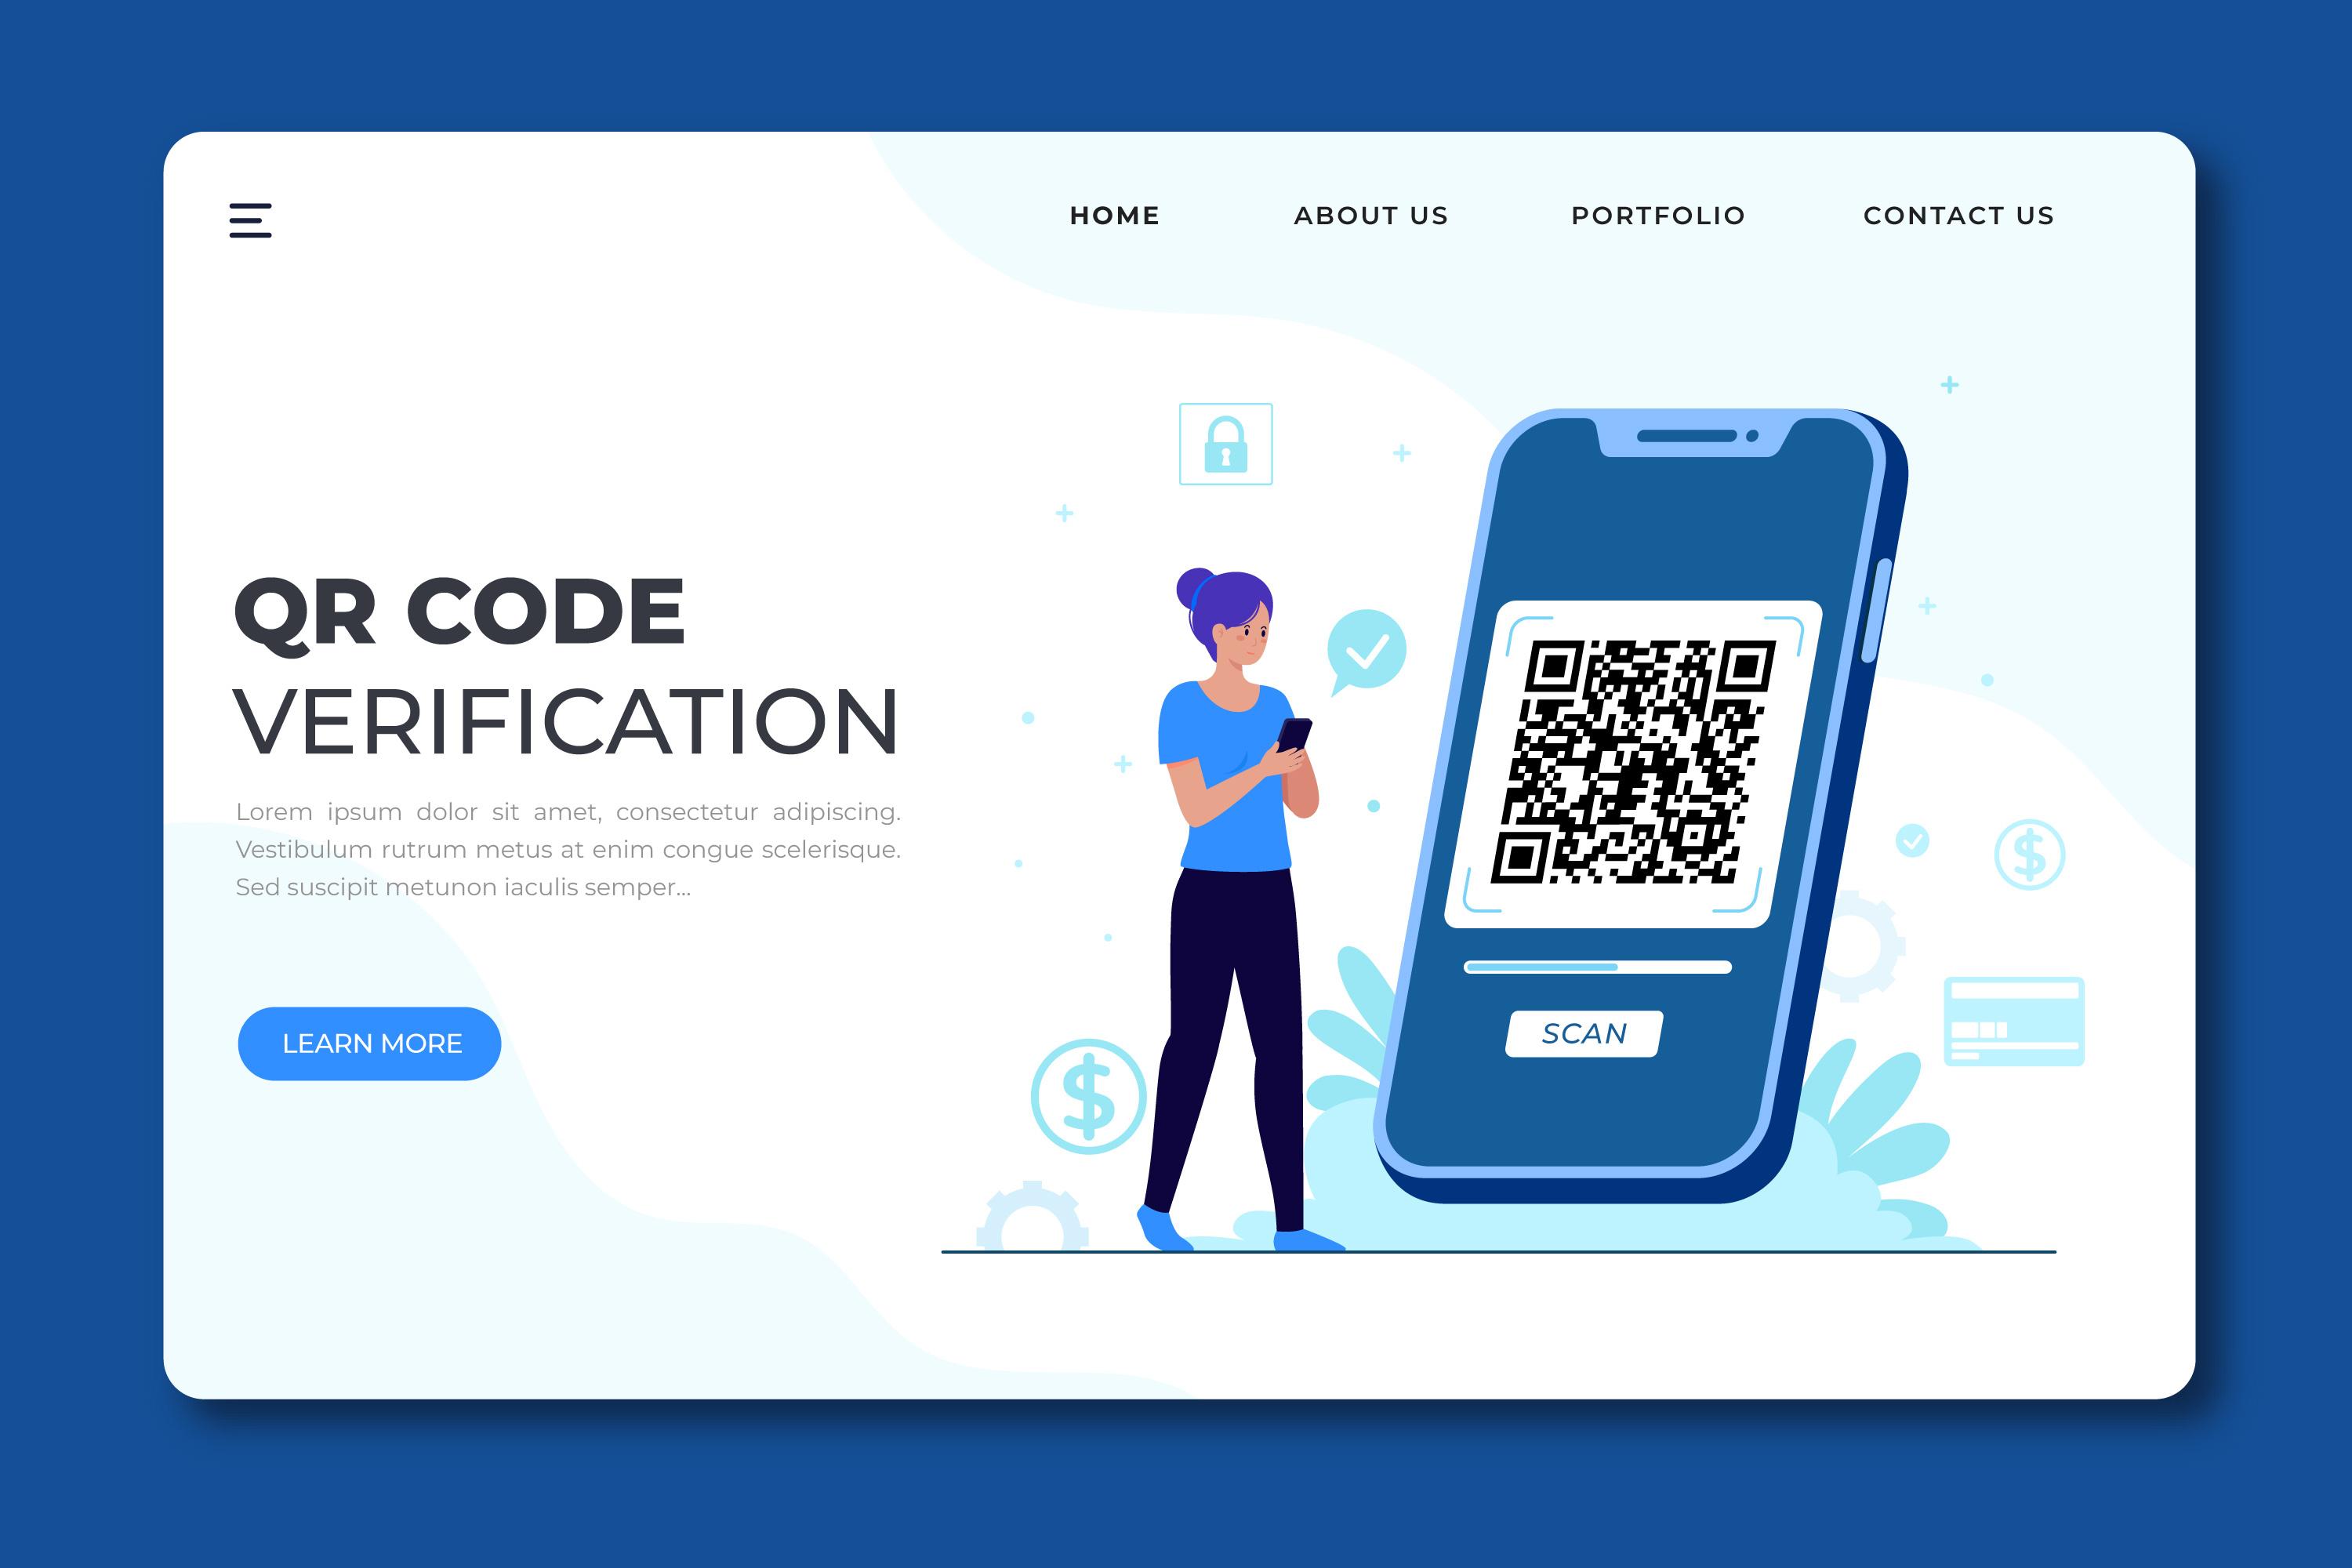 HOME ABOUT US PORTFOLIO CONTACT US
QR CODE
VERIFICATION
Lorem ipsum dolor sit amet, consectetur adipiscing.
Vestibulum rutrum metus at enim congue scelerisque.
Sed suscipit metunon iaculis semper...
LEARN MORE
SCAN